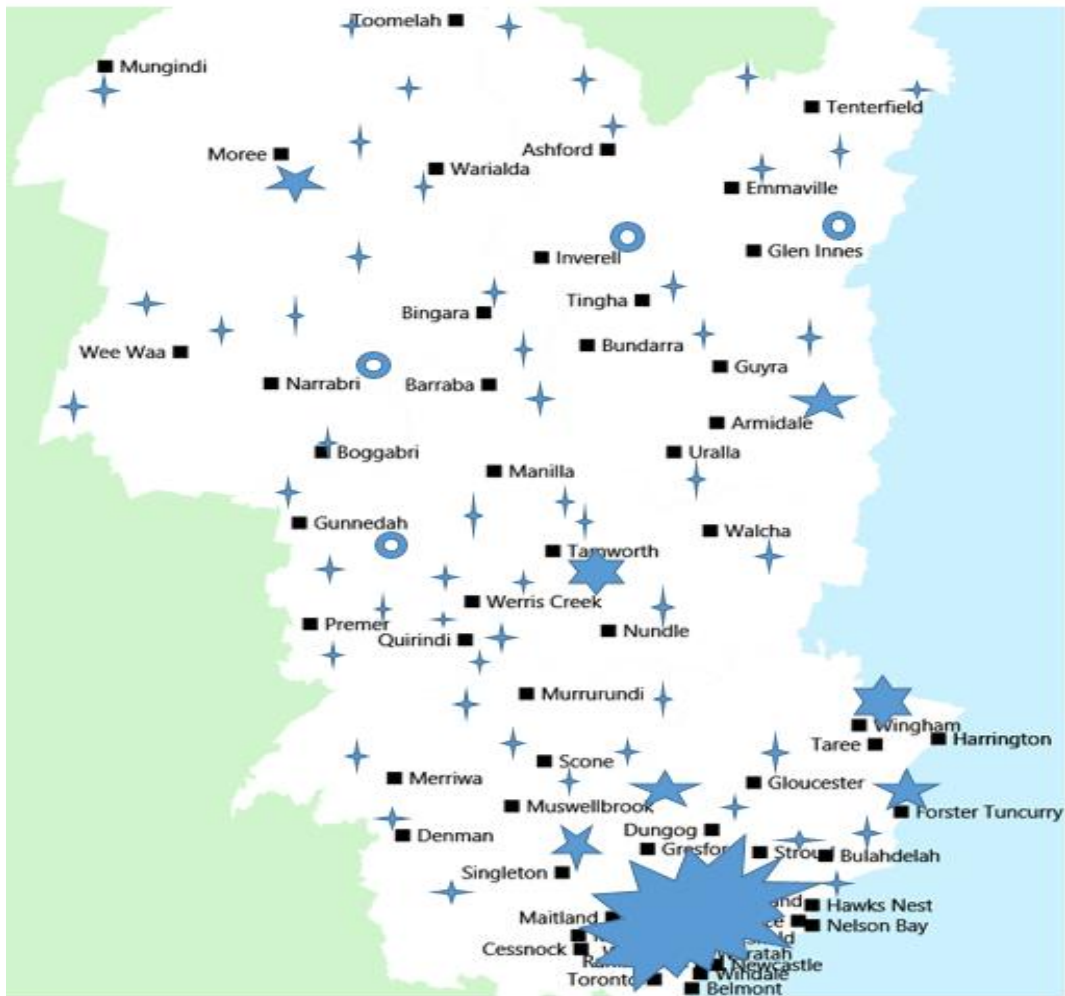 Toomelah
Mungindi
Tenterfield
Moree
Ashford
Warialda
Emmaville
Inverell
Glen Innes
Tingha
Bingara
Bundarra
Wee Waa
Guyra
Narrabri
Barraba
Armidale
Boggabri
Uralla
Manilla
Gunnedah
Walcha
Tamworth
Werris Creek
Premer
Quirindi
Nundle
Murrurundi
Wingham
Harrington
Taree
Scone
Merriwa
Gloucester
Muswellbrook
Forster Tuncurry
Dungog
Denman
Stroud
Bulahdelah
Singleton
Hawks Nest
Maitland
Nelson Bay
Cessnock
Newcastle
Windale
Toronto
Belmont